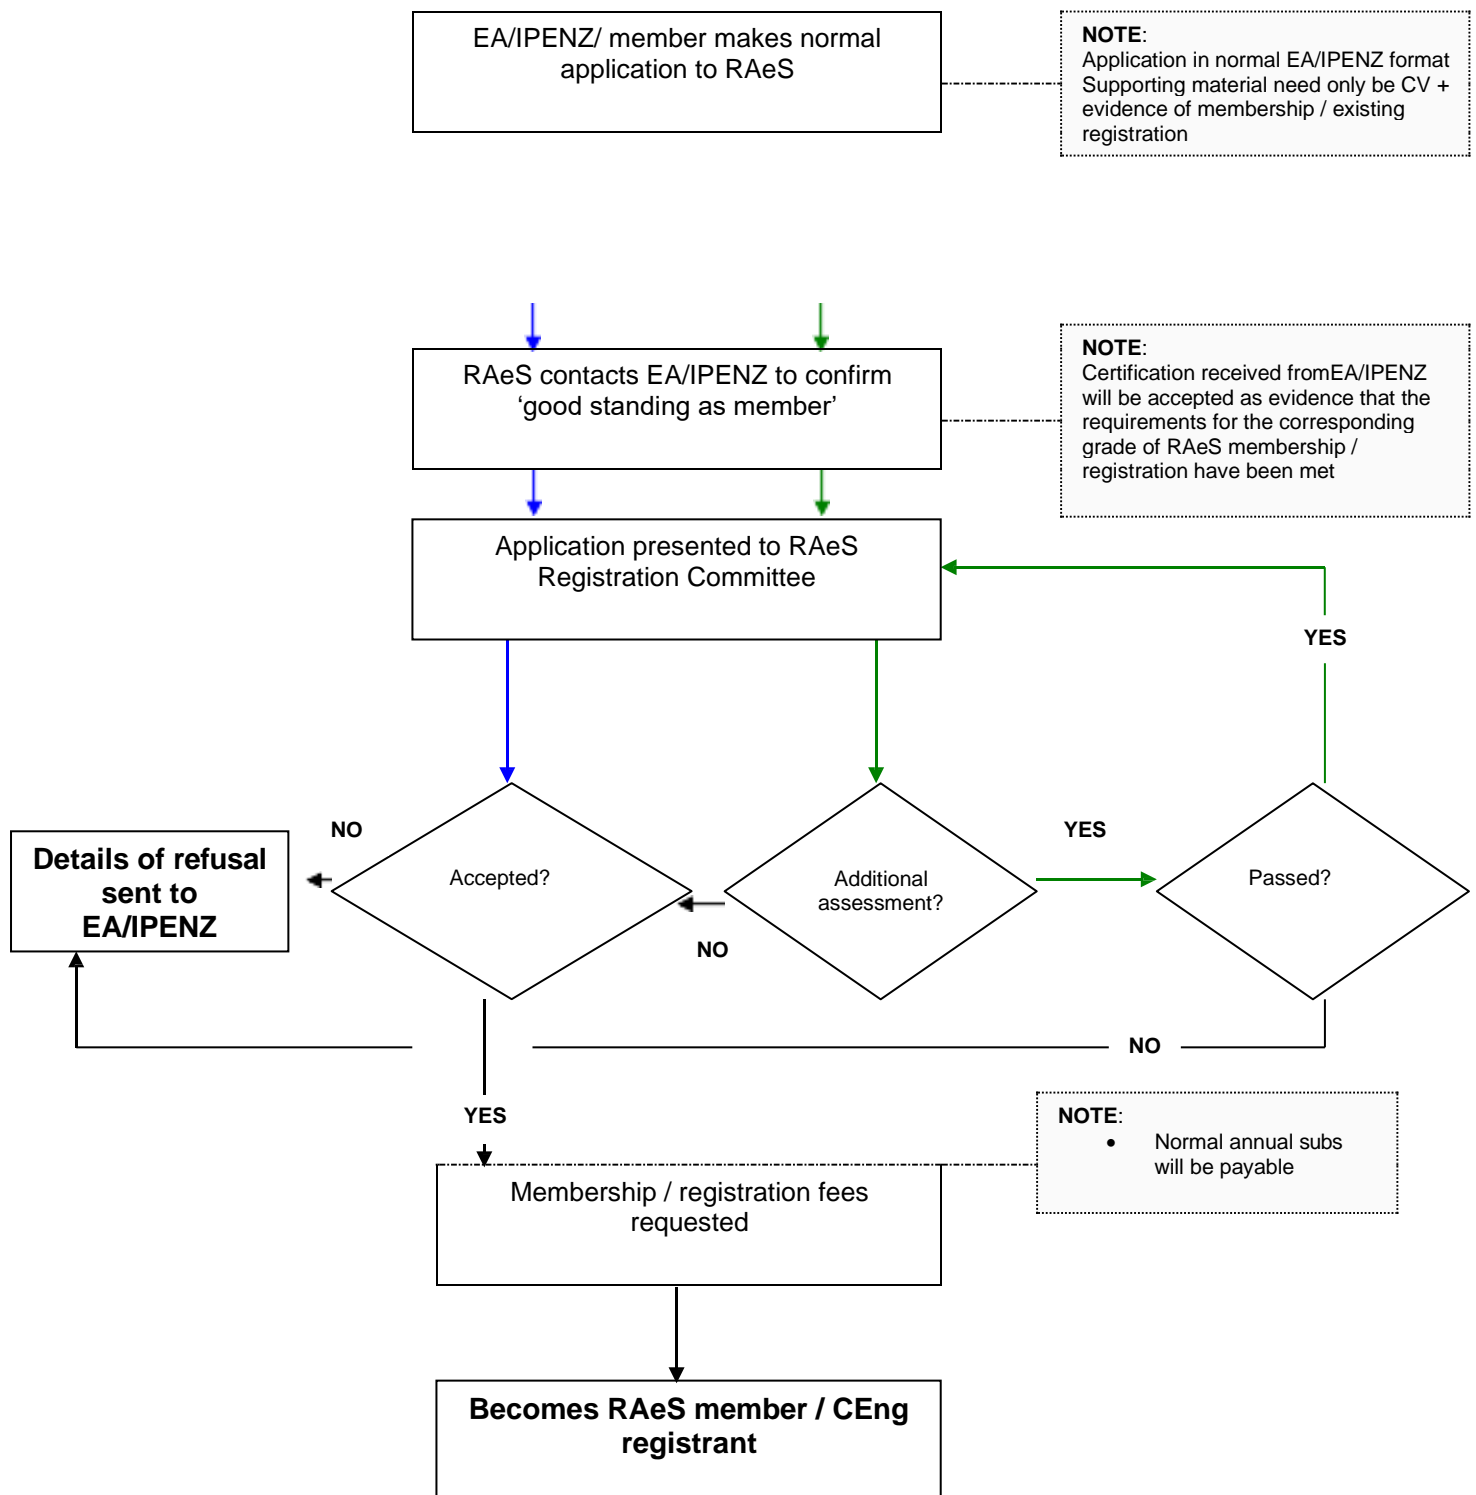 EA/IPENZ/ member makes normal
application to RAeS
NOTE:
Application in normal EA/IPENZ format
Supporting material need only be CV +
evidence of membership / existing
registration
RAeS contacts EA/IPENZ to confirm
‘good standing as member’
NOTE:
Certification received fromEA/IPENZ
will be accepted as evidence that the
requirements for the corresponding
grade of RAeS membership /
registration have been met
Application presented to RAeS
Registration Committee
YES
NO
Details of refusal
sent to
EA/IPENZ
Accepted?
NO
Additional
assessment?
YES
Passed?
NO
YES
NOTE:
• Normal annual subs
will be payable
Membership / registration fees
requested
Becomes RAeS member / CEng
registrant